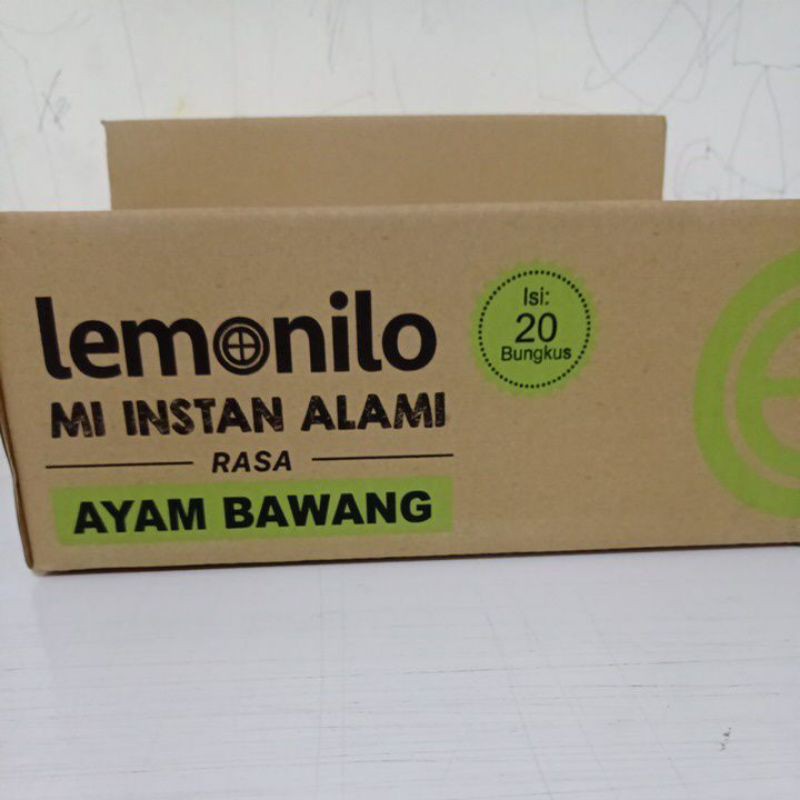 lemonilo
MI INSTAN ALAMI
RASA
AYAM BAWANG
Isi:
20
Bungkus